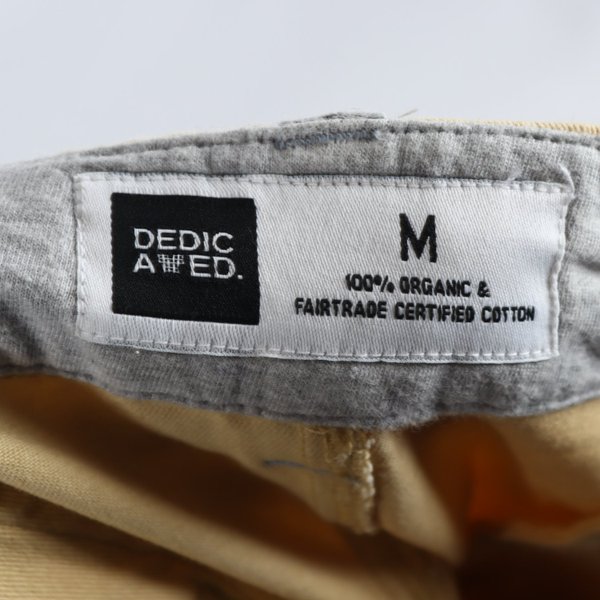 DEDIC
ATED.
M
100% ORGANIC &
FAIRTRADE CERTIFIED COTTON